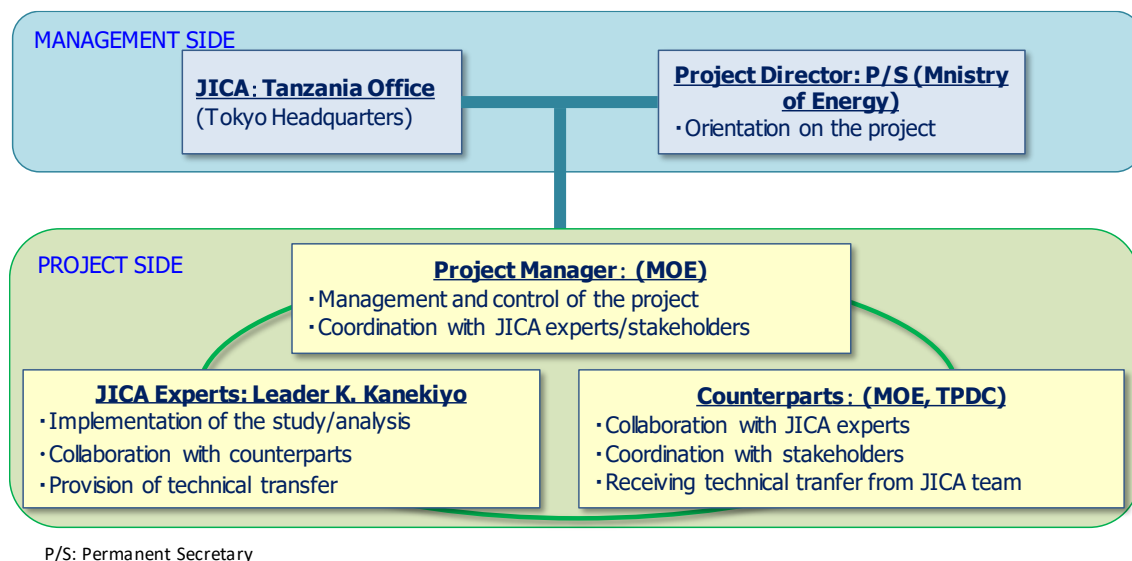 MANAGEMENT SIDE
JICA: Tanzania Office
(Tokyo Headquarters)
Project Director: P/S (Mnistry
of Energy)
・Orientation on the project
PROJECT SIDE
Project Manager: (MOE)
・Management and control of the project
・Coordination with JICA experts/stakeholders
JICA Experts: Leader K. Kanekiyo
・Implementation of the study/analysis
・Collaboration with counterparts
・Provision of technical transfer
Counterparts: (MOE, TPDC)
・Collaboration with JICA experts
・Coordination with stakeholders
・Receiving technical tranfer from JICA team
P/S: Permanent Secretary